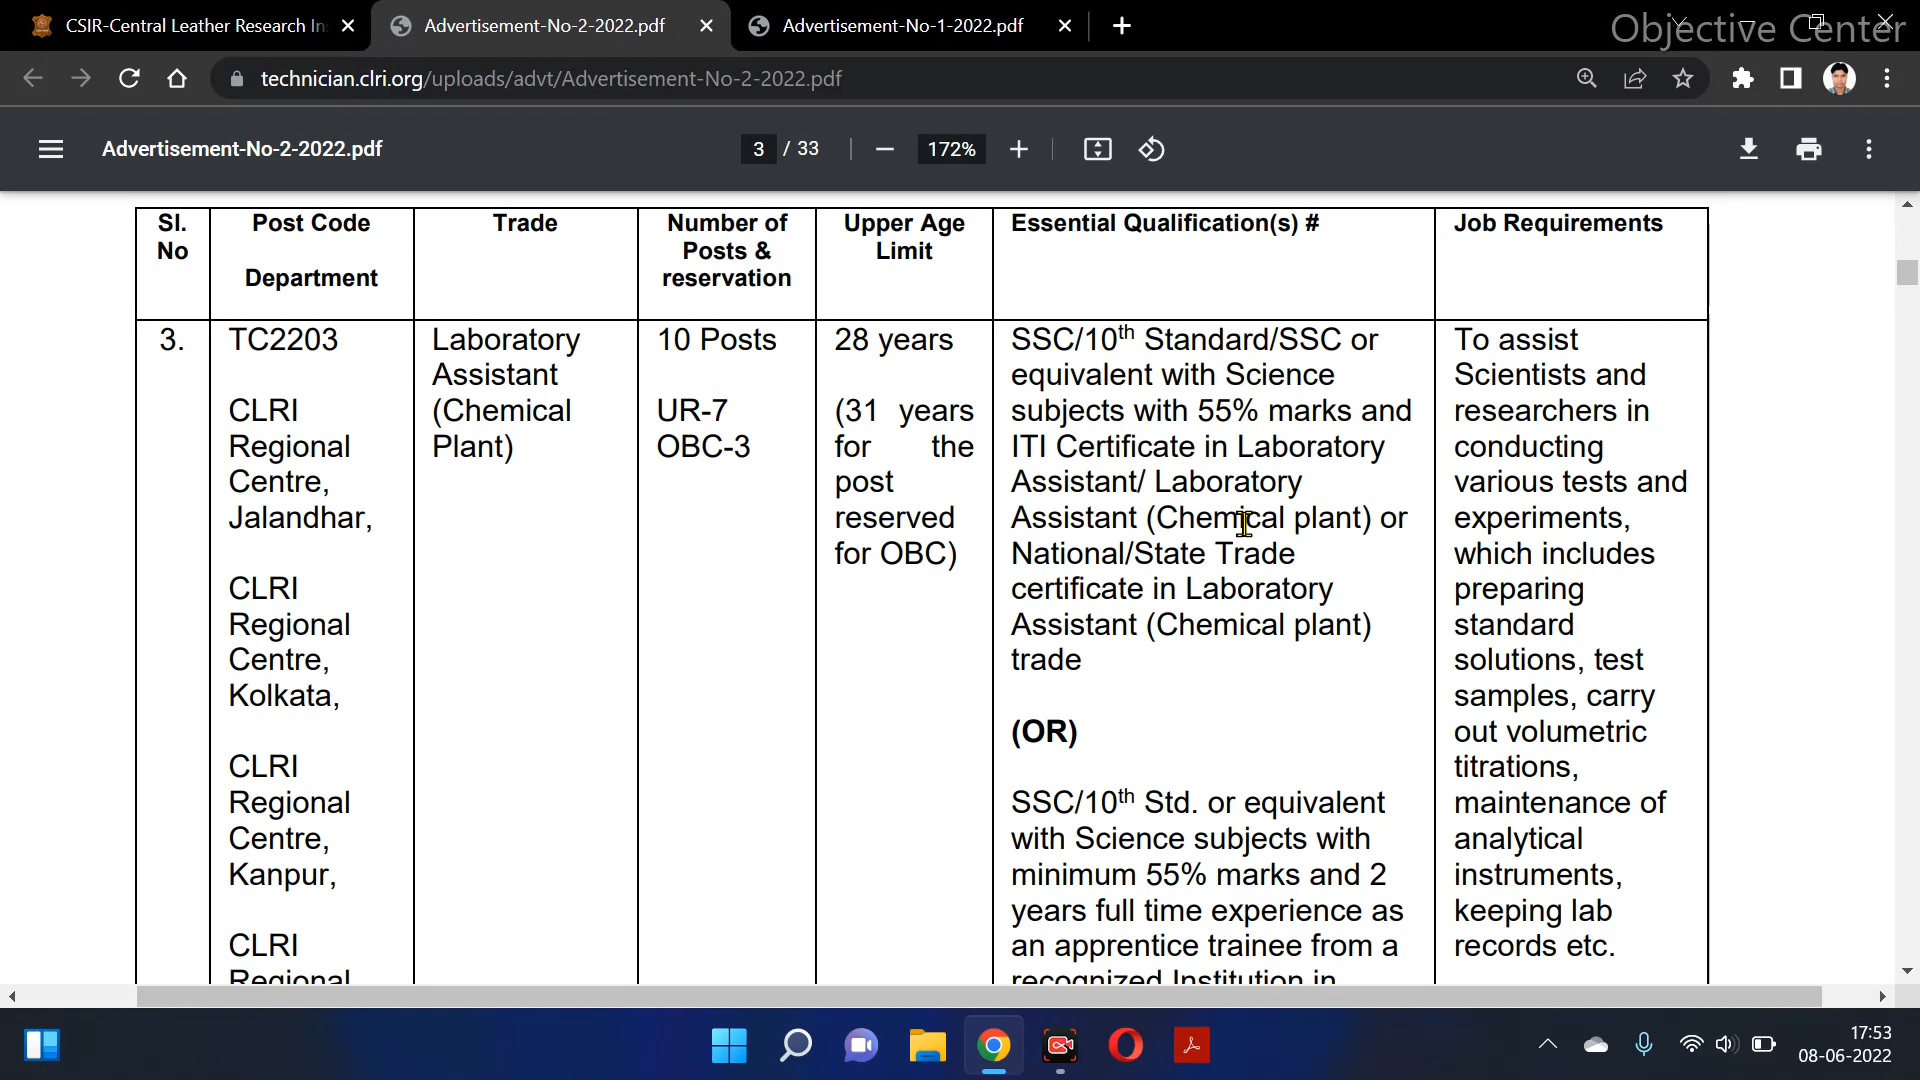 CSIR-Central Leather Research In
Advertisement-No-2-2022.pdf
Advertisement-No-1-2022.pdf
Objective Center
technician.clri.org/uploads/advt/Advertisement-No-2-2022.pdf
Advertisement-No-2-2022.pdf
3 / 33
172%
Sl.
No
Post Code
Department
Trade
Number of
Posts &
reservation
Upper Age
Limit
Essential Qualification(s) #
Job Requirements
3.
TC2203
CLRI
Regional
Centre,
Jalandhar,
CLRI
Regional
Centre,
Kolkata,
CLRI
Regional
Centre,
Kanpur,
CLRI
Regional
Laboratory
Assistant
(Chemical
Plant)
10 Posts
UR-7
OBC-3
28 years
(31 years
for the
post
reserved
for OBC)
SSC/10th Standard/SSC or
equivalent with Science
subjects with 55% marks and
ITI Certificate in Laboratory
Assistant/ Laboratory
Assistant (Chemical plant) or
National/State Trade
certificate in Laboratory
Assistant (Chemical plant)
trade
(OR)
SSC/10th Std. or equivalent
with Science subjects with
minimum 55% marks and 2
years full time experience as
an apprentice trainee from a
recognized Institution in
To assist
Scientists and
researchers in
conducting
various tests and
experiments,
which includes
preparing
standard
solutions, test
samples, carry
out volumetric
titrations,
maintenance of
analytical
instruments,
keeping lab
records etc.
17:53
08-06-2022